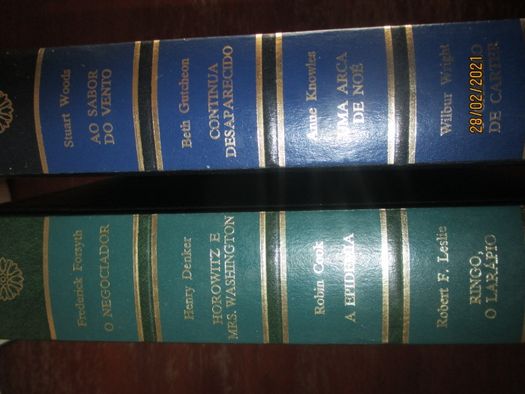 Stuart Woods
AO SABOR
DO VENTO
Beth Gutcheon
CONTINUA
DESAPARECIDO
Anne Knowles
UMA ARCA
DE NOÉ
Wilbur Wright
DE CARTER
28/02/2021
Frederick Forsyth
O NEGOCIADOR
Henry Denker
HOROWITZ E
MRS. WASHINGTON
Robin Cook
A EPIDEMIA
Robert F. Leslie
RINGO,
O LARÁPIO